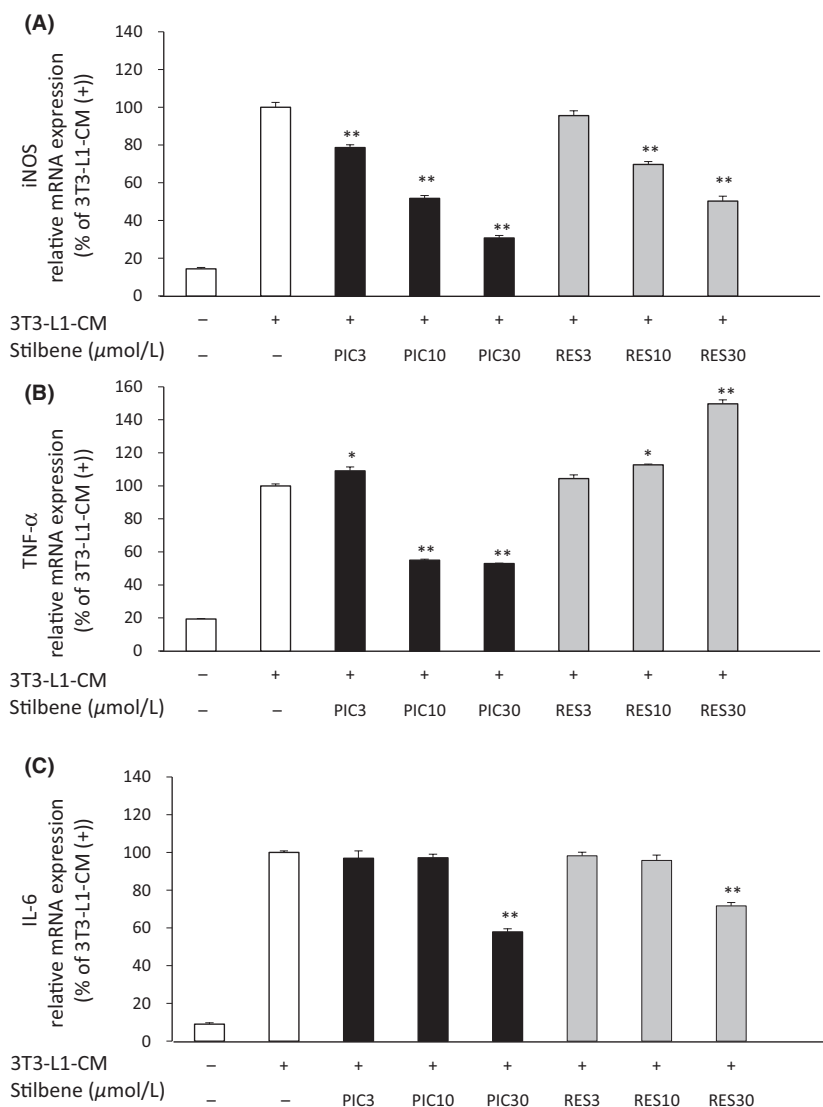 (A)
iNOS
relative mRNA expression
(% of 3T3-L1-CM (+))
140
120
100
80
60
40
20
0
**
**
**
**
**
3T3-L1-CM – + + + + + + +
Stilbene (μmol/L) – – PIC3 PIC10 PIC30 RES3 RES10 RES30
(B)
TNF-α
relative mRNA expression
(% of 3T3-L1-CM (+))
160
140
120
100
80
60
40
20
0
*
**
**
*
**
3T3-L1-CM – + + + + + + +
Stilbene (μmol/L) – – PIC3 PIC10 PIC30 RES3 RES10 RES30
(C)
IL-6
relative mRNA expression
(% of 3T3-L1-CM (+))
140
120
100
80
60
40
20
0
**
**
3T3-L1-CM – + + + + + + +
Stilbene (μmol/L) – – PIC3 PIC10 PIC30 RES3 RES10 RES30